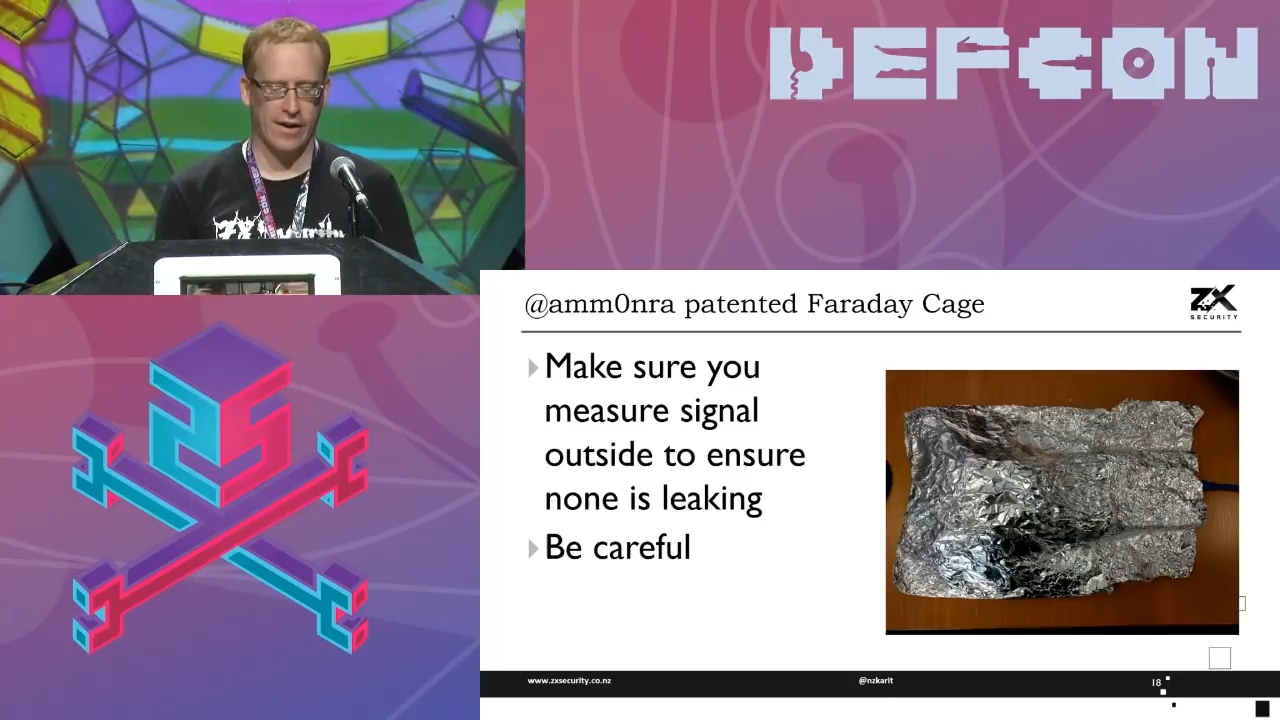 DEFCON
@amm0nra patented Faraday Cage
ZX
SECURITY
Make sure you
measure signal
outside to ensure
none is leaking
Be careful
www.zxsecurity.co.nz
@nzkarit
18